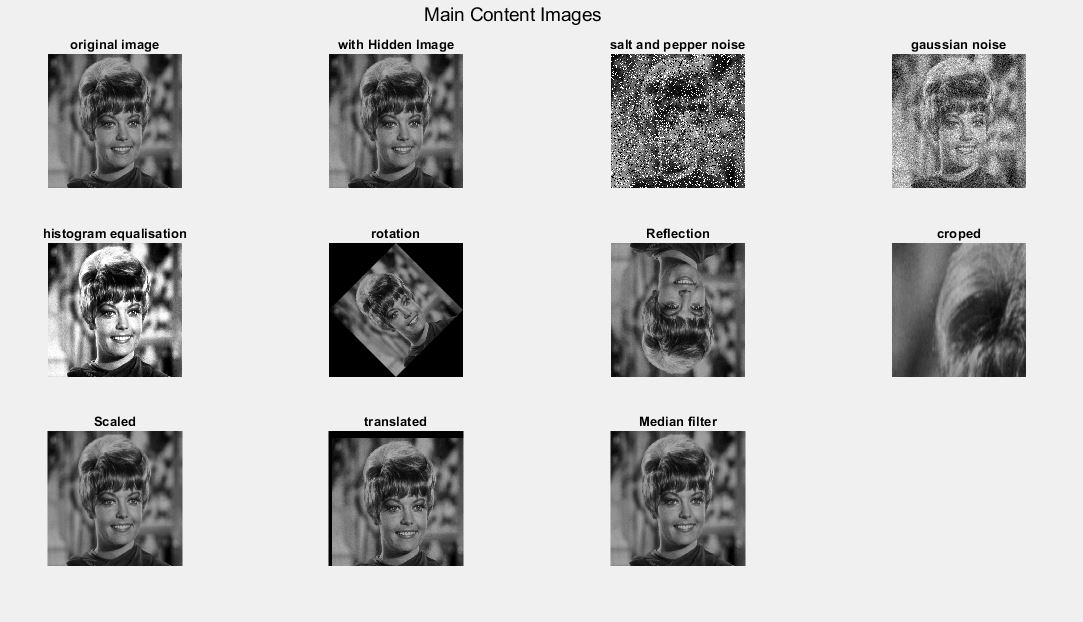 Main Content Images
original image
with Hidden Image
salt and pepper noise
gaussian noise
histogram equalisation
rotation
Reflection
croped
Scaled
translated
Median filter